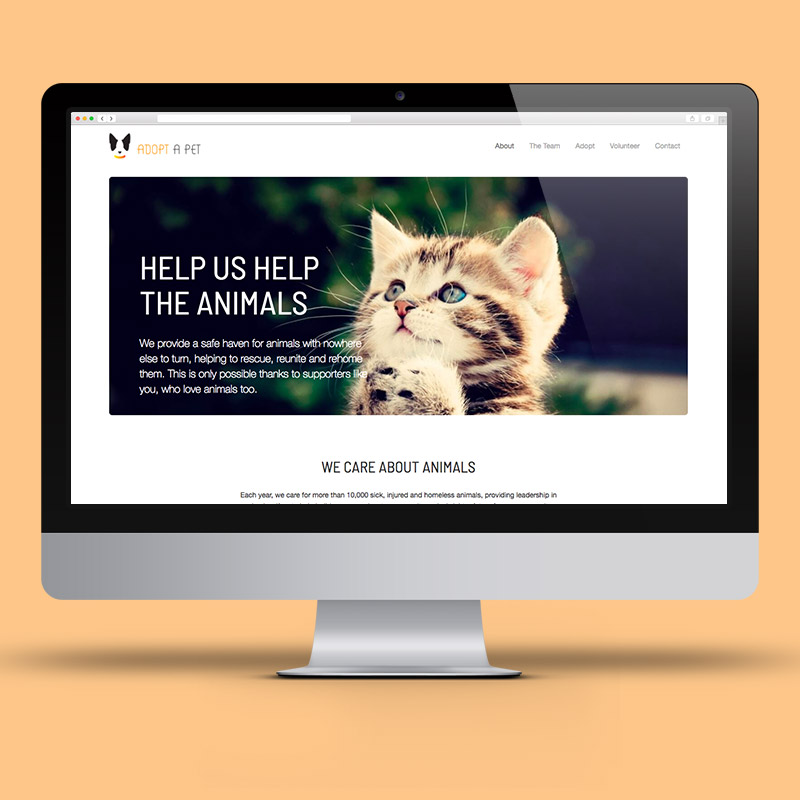 ADOPT A PET
About The Team Adopt Volunteer Contact
HELP US HELP
THE ANIMALS
We provide a safe haven for animals with nowhere
else to turn, helping to rescue, reunite and rehome
them. This is only possible thanks to supporters like
you, who love animals too.
WE CARE ABOUT ANIMALS
Each year, we care for more than 10,000 sick, injured and homeless animals, providing leadership in